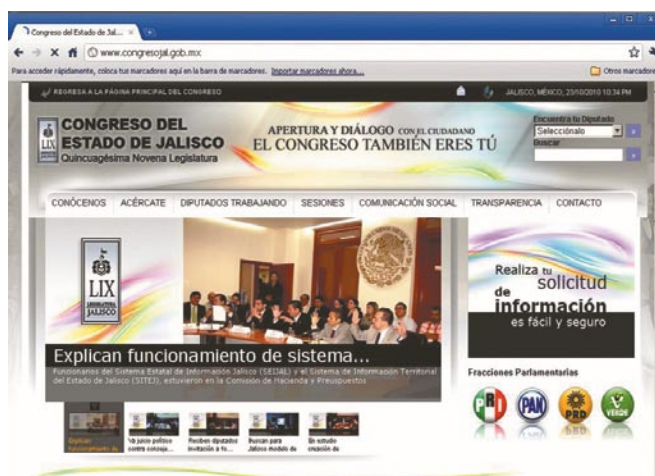 Congreso del Estado de Jal...
www.congresojal.gob.mx
Para acceder rápidamente, coloca tus marcadores aquí en la barra de marcadores. Importar marcadores ahora...
Otros marcadore
REGRESA A LA PÁGINA PRINCIPAL DEL CONGRESO
JALISCO, MÉXICO, 23/10/2010 10:34 PM
LIX
CONGRESO DEL
ESTADO DE JALISCO
Quincuagésima Novena Legislatura
APERTURA Y DIÁLOGO CON EL CIUDADANO
EL CONGRESO TAMBIÉN ERES TÚ
Encuentra tu Diputado
Selecciónalo
Buscar
CONÓCENOS ACÉRCATE DIPUTADOS TRABAJANDO SESIONES COMUNICACIÓN SOCIAL TRANSPARENCIA CONTACTO
LIX
LEGISLATURA
JALISCO
Realiza tu
solicitud
de
información
es fácil y seguro
Explican funcionamiento de sistema...
Funcionarios del Sistema Estatal de Información Jalisco (SEIJAL) y el Sistema de Información Territorial
del Estado de Jalisco (SITEJ), estuvieron en la Comisión de Hacienda y Presupuestos
Fracciones Parlamentarias
PRI
PAN
PRD
VERDE
Explican
funcionamiento de
Va juicio político
contra conseje...
Reciben diputados
invitación a fo...
Buscan para
Jalisco modelo de
En estudio
creación de